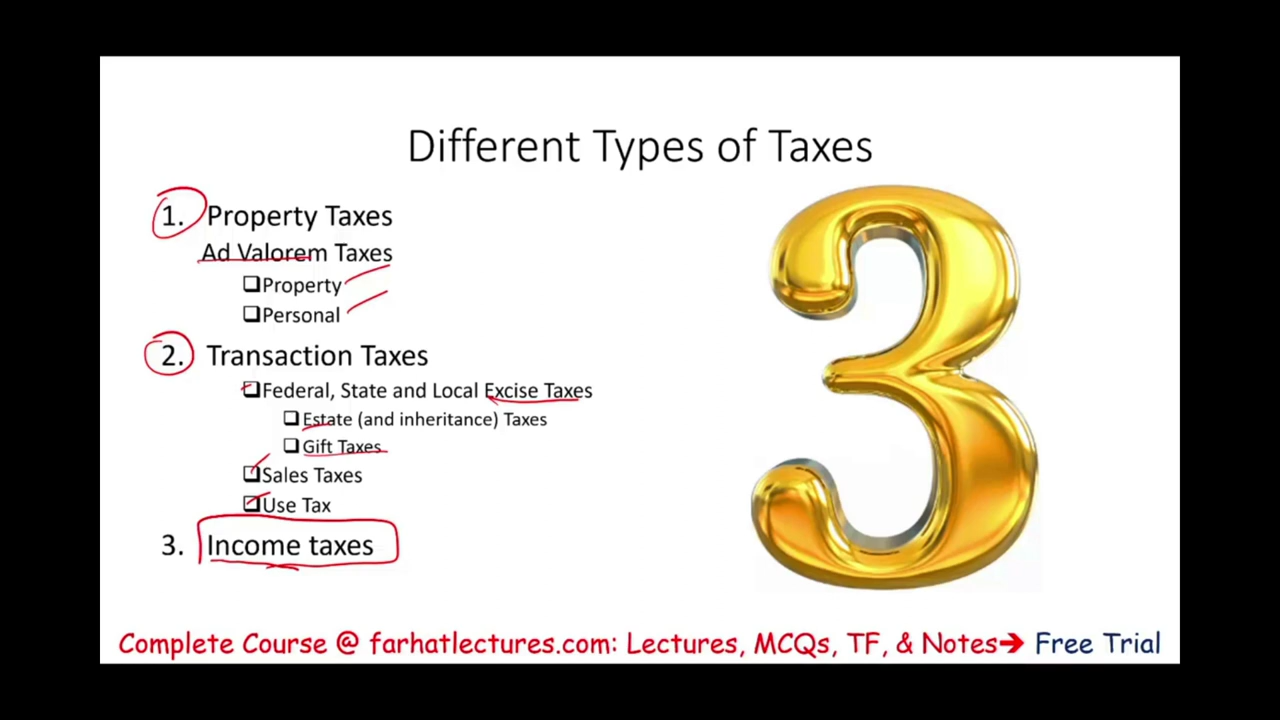 Different Types of Taxes
1. Property Taxes
Ad Valorem Taxes
Property
Personal
2. Transaction Taxes
Federal, State and Local Excise Taxes
Estate (and inheritance) Taxes
Gift Taxes
Sales Taxes
Use Tax
3. Income taxes
3
Complete Course @ farhatlectures.com: Lectures, MCQs, TF, & Notes➔ Free Trial